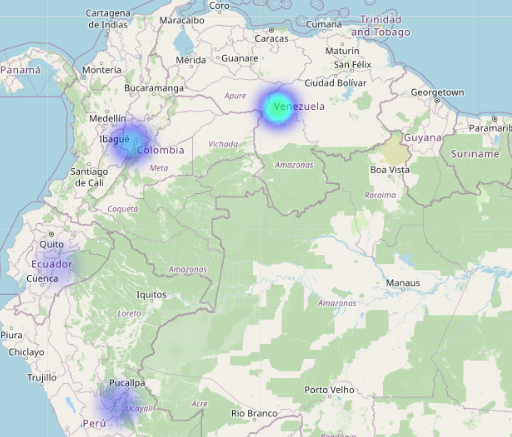 Coro
Cartagena
de Indias
Maracaibo
Cumaná
Trinidad
and Tobago
Caracas
Maturín
Panamá
Montería
Mérida
Guanare
San Félix
Bucaramanga
Ciudad Bolívar
Apure
Georgetown
Venezuela
Medellín
Paramaribo
Ibagué
Vichada
Guyana
Colombia
Suriname
Santiago
de Cali
Meta
Amazonas
Boa Vista
Roraima
Caquetá
Quito
Ecuador
Amazonas
Cuenca
Manaus
Iquitos
Amazonas
Loreto
Piura
Chiclayo
Trujillo
Pucallpa
Porto Velho
Ucayali
Acre
Rio Branco
Perú
Rondônia